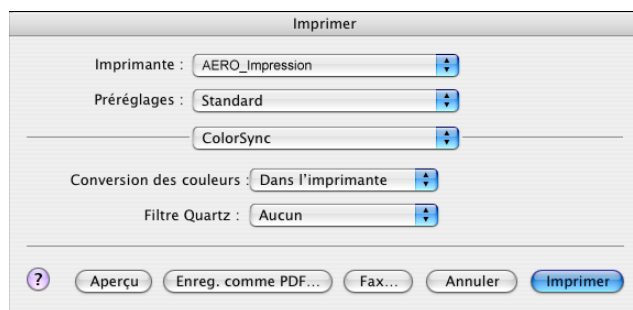 Imprimer
Imprimante : AERO_Impression
Préréglages : Standard
ColorSync
Conversion des couleurs : Dans l'imprimante
Filtre Quartz : Aucun
? Aperçu Enreg. comme PDF... Fax... Annuler Imprimer